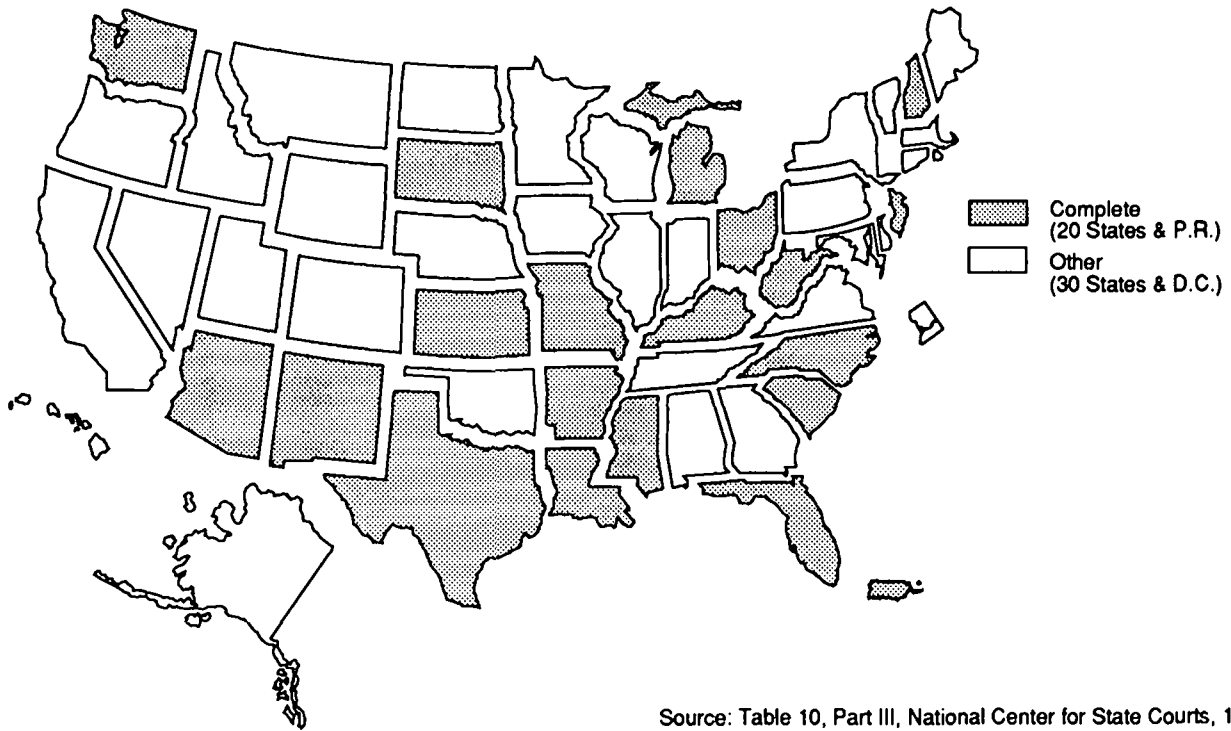 Complete
(20 States & P.R.)
Other
(30 States & D.C.)
Source: Table 10, Part III, National Center for State Courts, 1